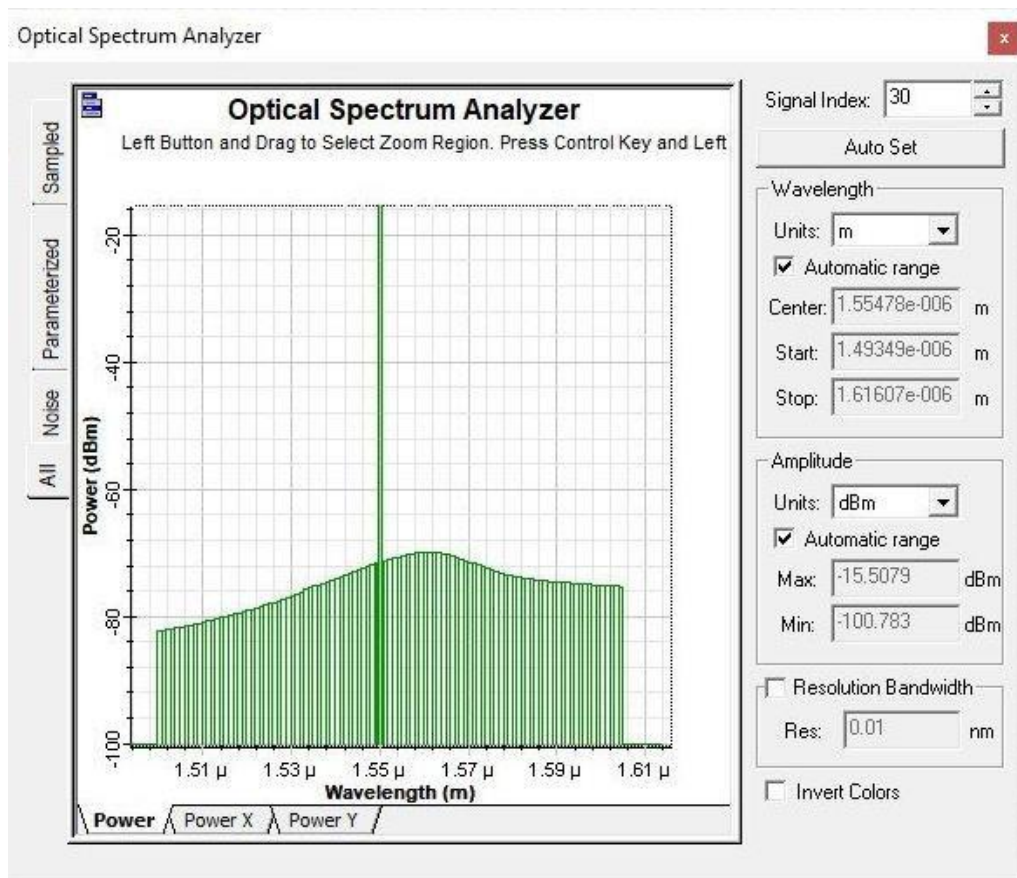 Optical Spectrum Analyzer
x
Sampled
Parameterized
Noise
All
Optical Spectrum Analyzer
Left Button and Drag to Select Zoom Region. Press Control Key and Left
Power (dBm)
-20
-40
-60
-80
-100
1.51 µ 1.53 µ 1.55 µ 1.57 µ 1.59 µ 1.61 µ
Wavelength (m)
Power Power X Power Y
Signal Index: 30
Auto Set
Wavelength
Units: m
Automatic range
Center: 1.55478e-006 m
Start: 1.49349e-006 m
Stop: 1.61607e-006 m
Amplitude
Units: dBm
Automatic range
Max: -15.5079 dBm
Min: -100.783 dBm
Resolution Bandwidth
Res: 0.01 nm
Invert Colors